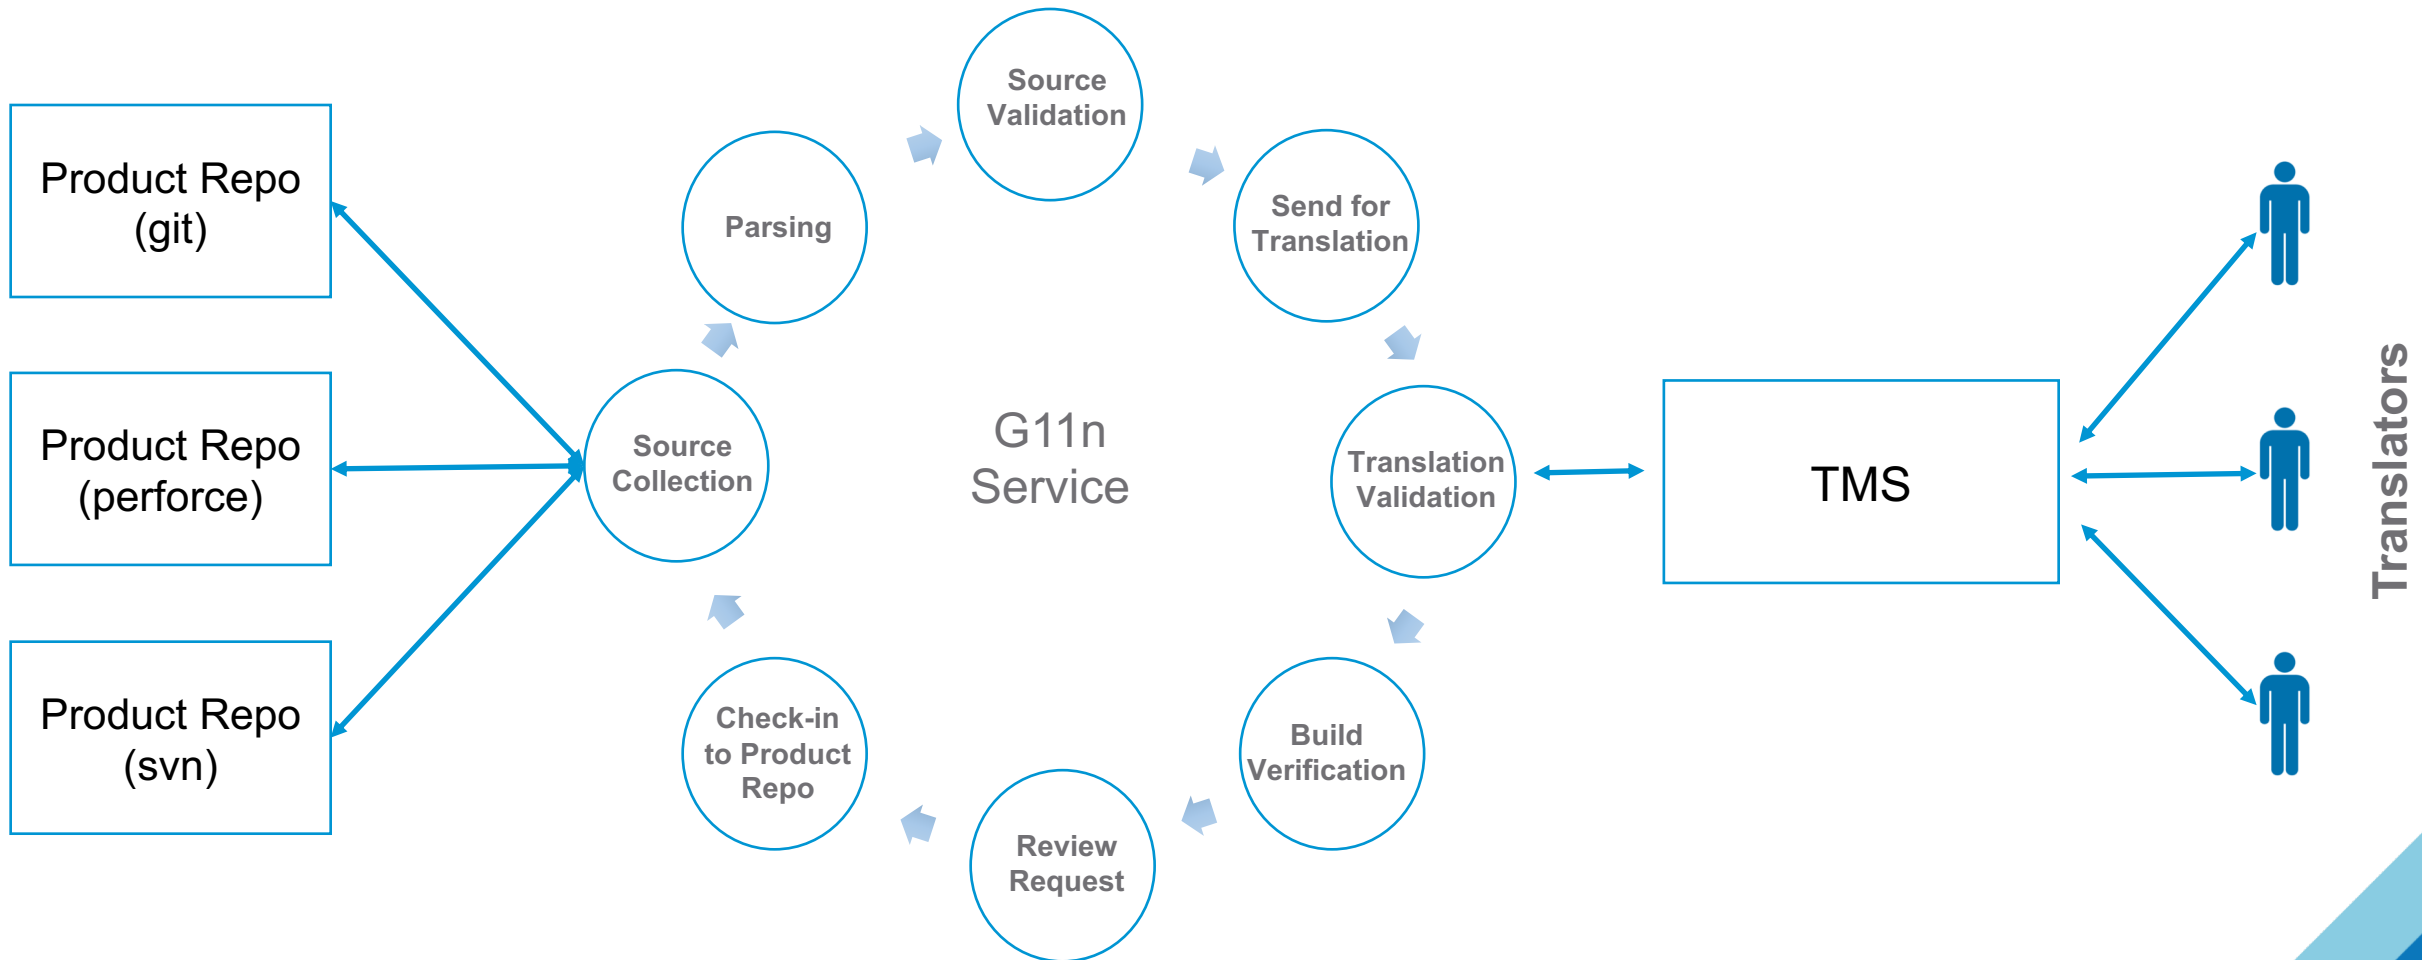 Product Repo
(git)
Product Repo
(perforce)
Product Repo
(svn)
Source
Collection
Parsing
Source
Validation
Send for
Translation
Translation
Validation
Build
Verification
Review
Request
Check-in
to Product
Repo
G11n
Service
TMS
Translators